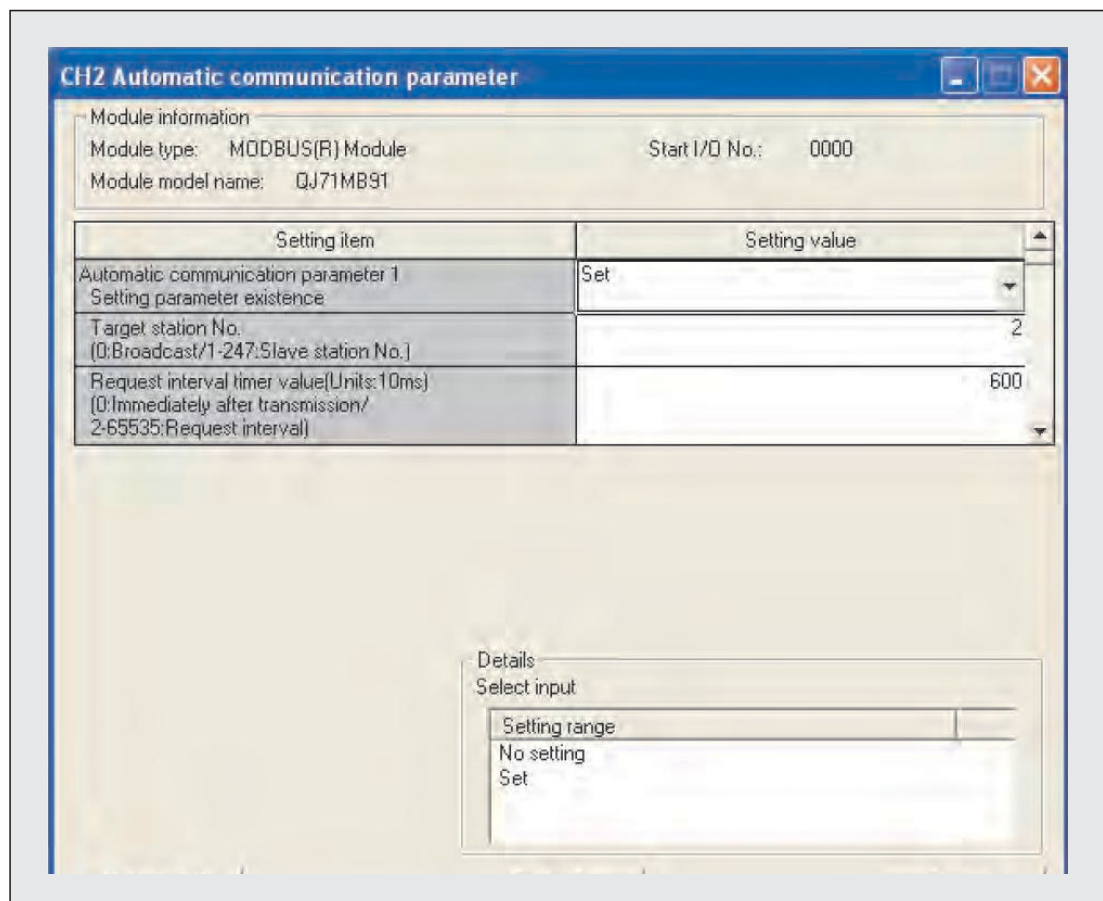 CH2 Automatic communication parameter
Module information
Module type: MODBUS(R) Module Start I/O No.: 0000
Module model name: QJ71MB91
Setting item Setting value
Automatic communication parameter 1 Set
Setting parameter existence
Target station No. 2
(0:Broadcast/1-247:Slave station No.)
Request interval timer value(Units:10ms) 600
(0:Immediately after transmission/
2-65535:Request interval)
Details
Select input
Setting range
No setting
Set